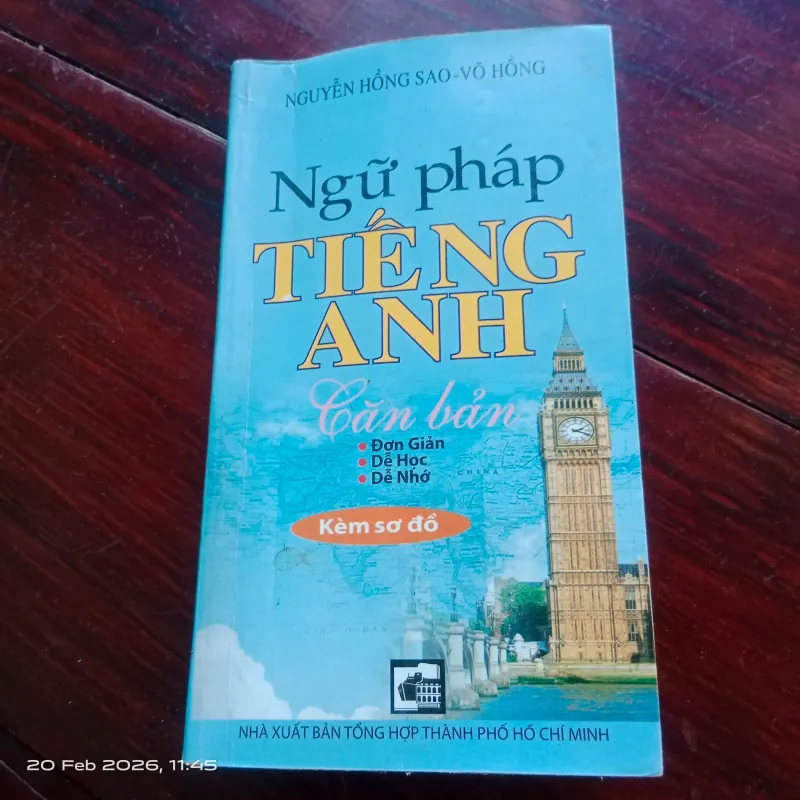 NGUYỄN HỒNG SAO - VÕ HỒNG
Ngữ pháp
TIẾNG
ANH
Căn bản
• Đơn Giản
• Dễ Học
• Dễ Nhớ
CHINA
Kèm sơ đồ
NHÀ XUẤT BẢN TỔNG HỢP THÀNH PHỐ HỒ CHÍ MINH
20 Feb 2026, 11:45